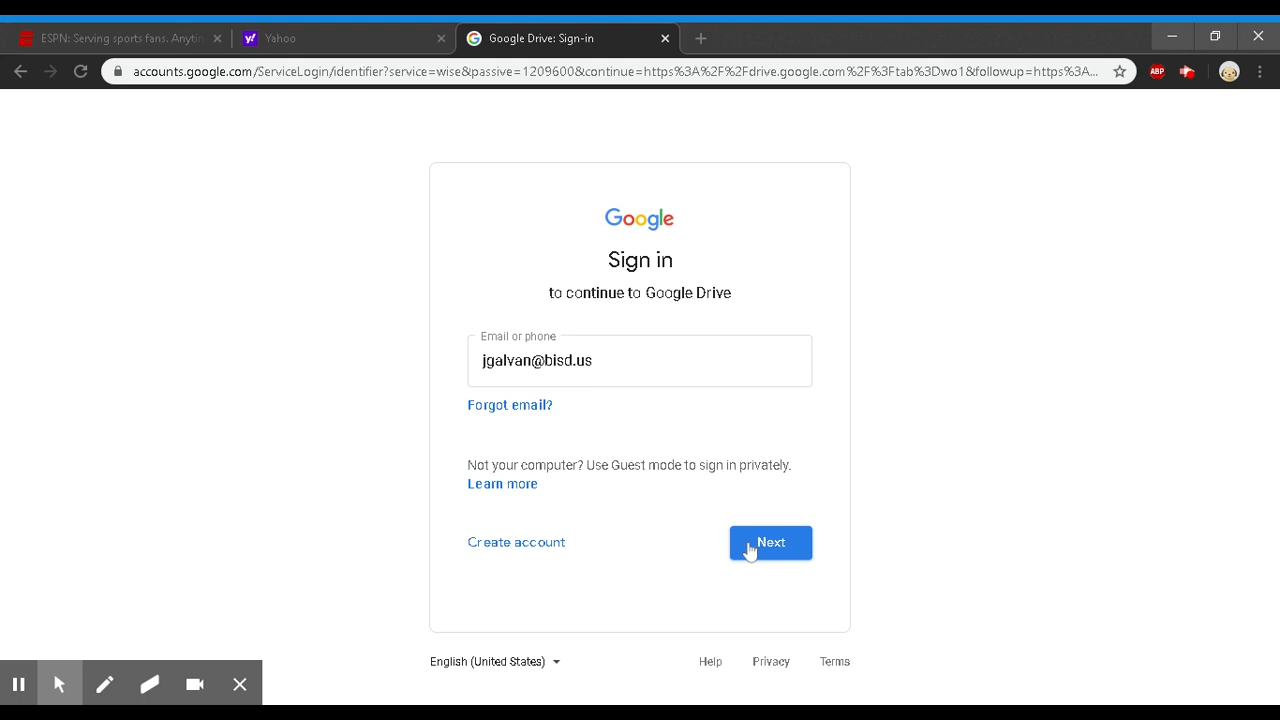 ESPN: Serving sports fans. Anytin
y! Yahoo
Google Drive: Sign-in
accounts.google.com/ServiceLogin/identifier?service=wise&passive=1209600&continue=https%3A%2F%2Fdrive.google.com%2F%3Ftab%3Dwo1&followup=https%3A...
ABP
Google
Sign in
to continue to Google Drive
Email or phone
jgalvan@bisd.us
Forgot email?
Not your computer? Use Guest mode to sign in privately.
Learn more
Create account
Next
English (United States)
Help
Privacy
Terms